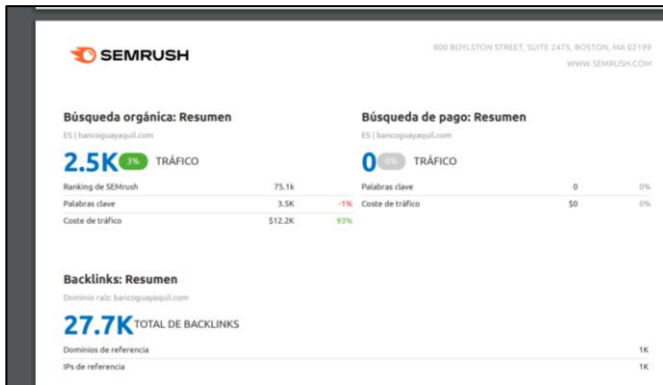 SEMRUSH
800 BOYLSTON STREET, SUITE 2475, BOSTON, MA 02199
WWW.SEMRUSH.COM
Búsqueda orgánica: Resumen
ES | bancoguayaquil.com
2.5K 3% TRÁFICO
Ranking de SEMrush 75.1k
Palabras clave 3.5K -1%
Coste de tráfico $12.2K 93%
Búsqueda de pago: Resumen
ES | bancoguayaquil.com
0 0% TRÁFICO
Palabras clave 0 0%
Coste de tráfico $0 0%
Backlinks: Resumen
Dominio raíz: bancoguayaquil.com
27.7K TOTAL DE BACKLINKS
Dominios de referencia 1K
IPs de referencia 1K